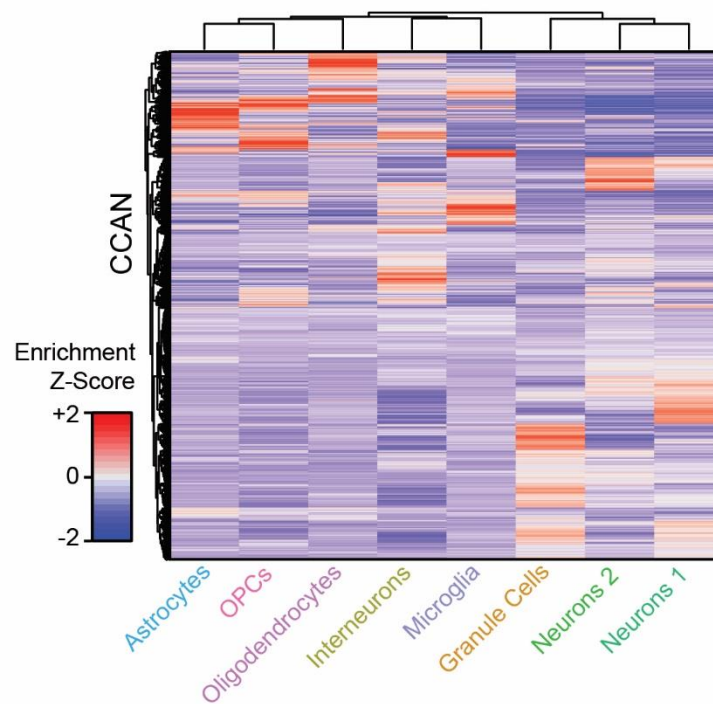 CCAN
Enrichment
Z-Score
+2
0
-2
Astrocytes
OPCs
Oligodendrocytes
Interneurons
Microglia
Granule Cells
Neurons 2
Neurons 1